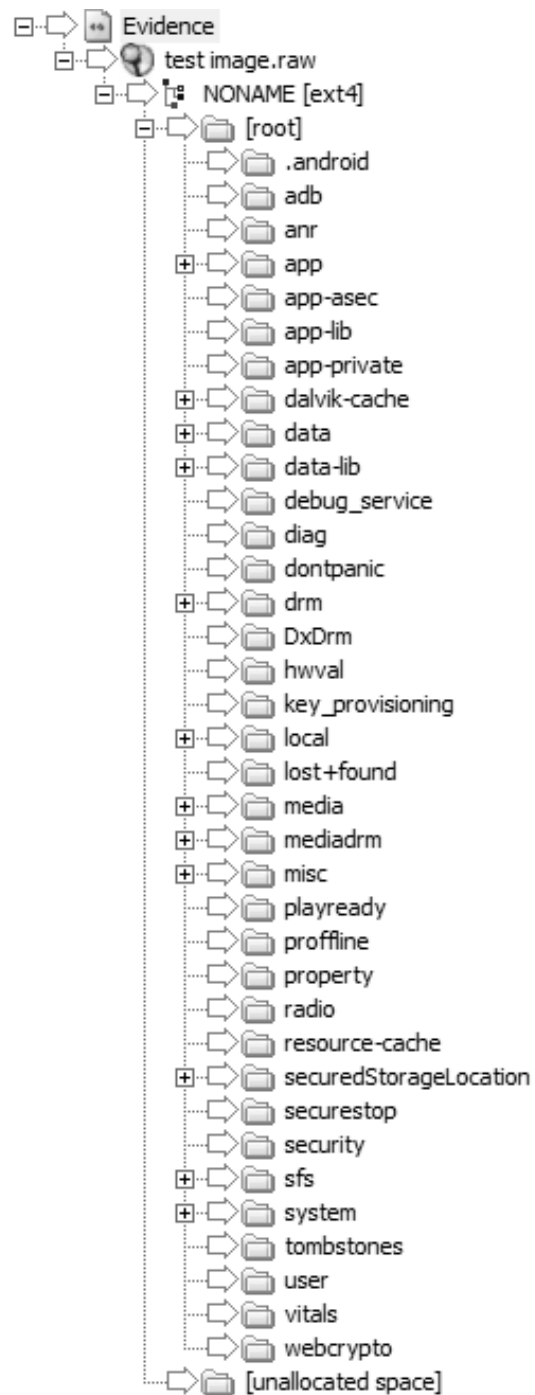 Evidence
test image.raw
NONAME [ext4]
[root]
.android
adb
anr
app
app-asec
app-lib
app-private
dalvik-cache
data
data-lib
debug_service
diag
dontpanic
drm
DxDrm
hwval
key_provisioning
local
lost+found
media
mediadrm
misc
playready
proffline
property
radio
resource-cache
securedStorageLocation
securestop
security
sfs
system
tombstones
user
vitals
webcrypto
[unallocated space]